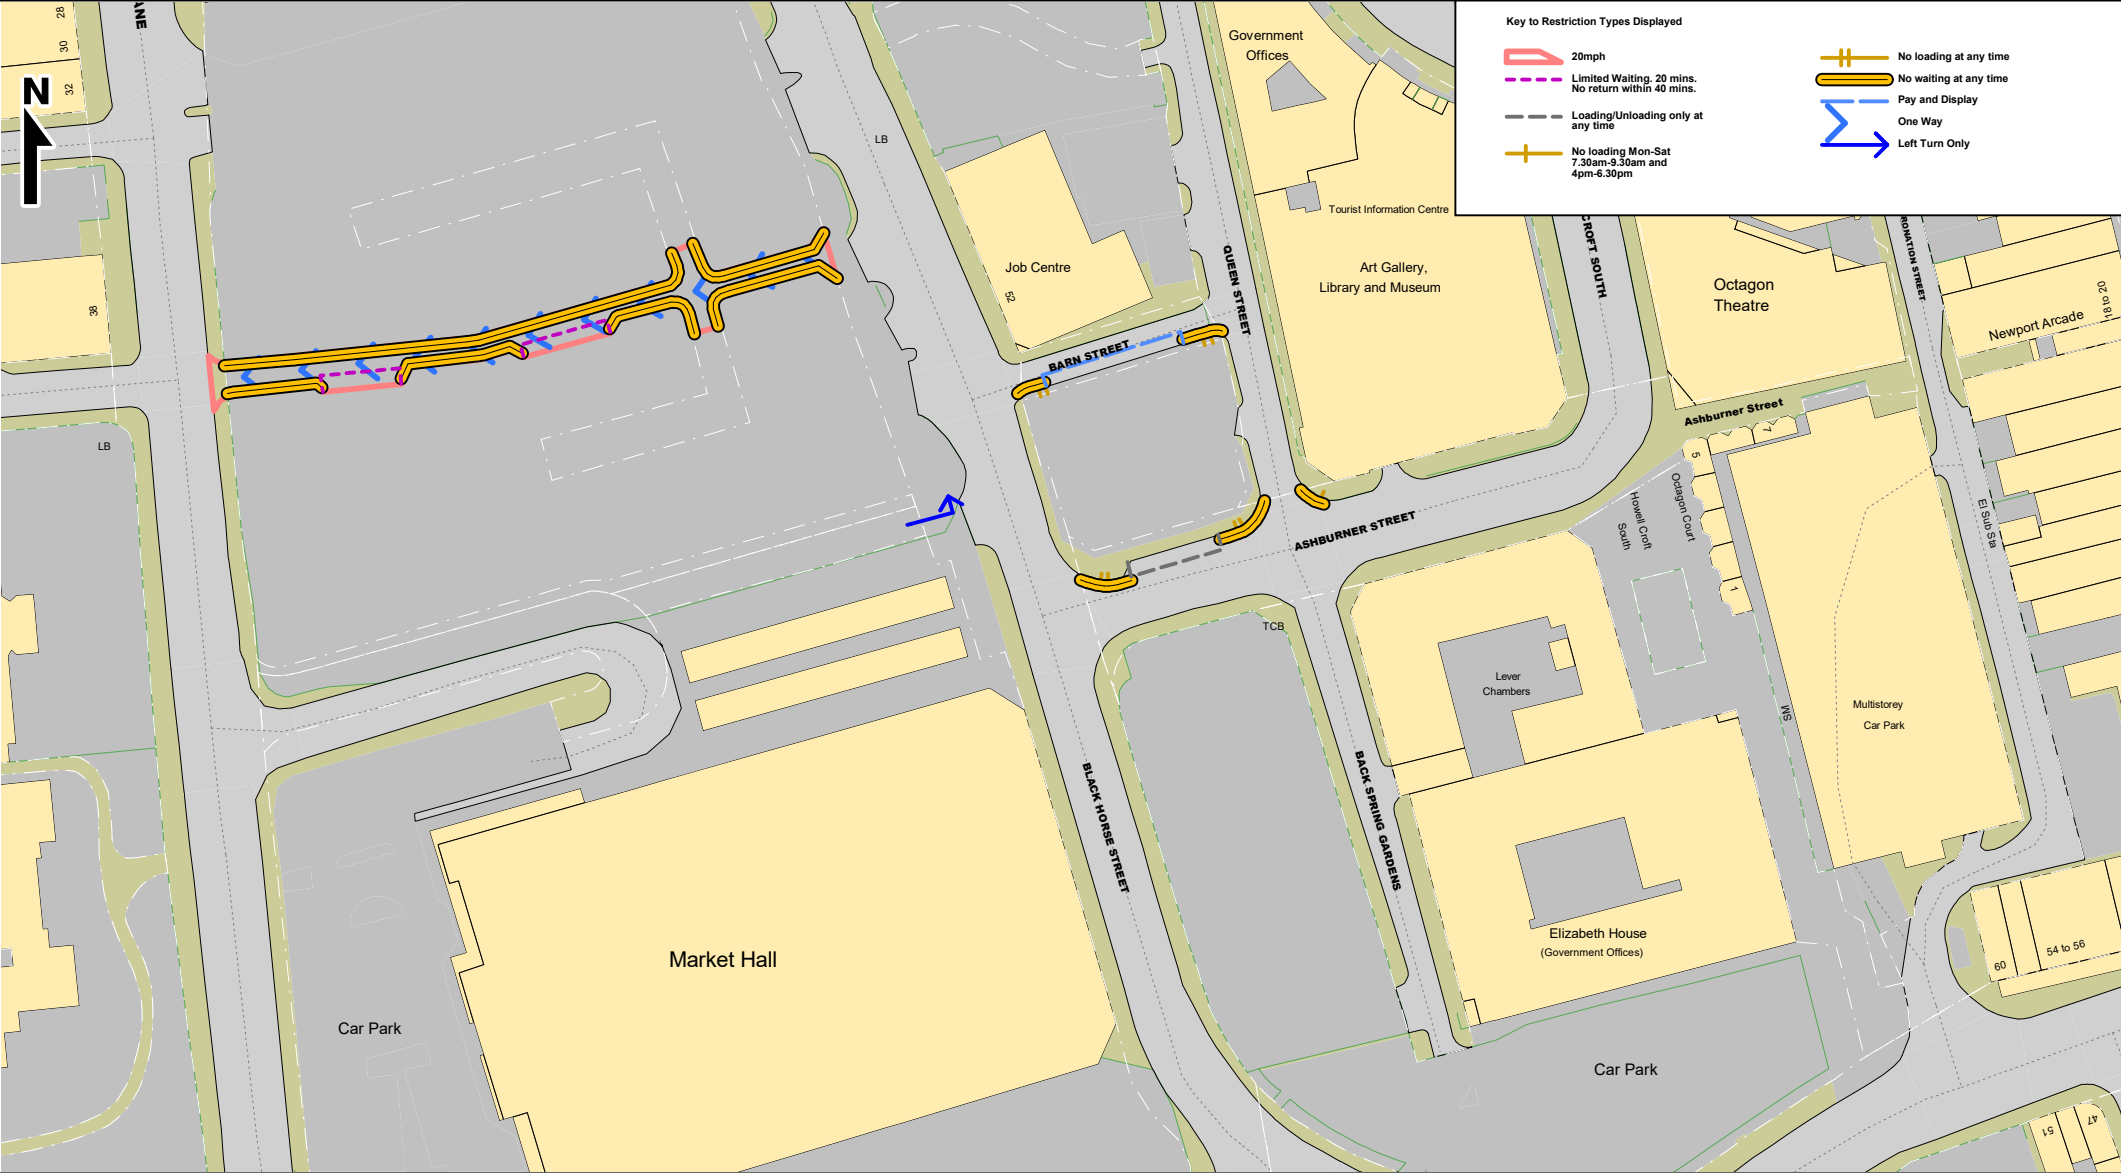 Key to Restriction Types Displayed
20mph
Limited Waiting. 20 mins.
No return within 40 mins.
Loading/Unloading only at
any time
No loading Mon-Sat
7.30am-9.30am and
4pm-6.30pm
No loading at any time
No waiting at any time
Pay and Display
One Way
Left Turn Only
N
28
30
32
38
ANE
LB
LB
Government
Offices
Tourist Information Centre
Art Gallery,
Library and Museum
Job Centre
52
QUEEN STREET
BARN STREET
CROFT SOUTH
RONATION STREET
Octagon
Theatre
Newport Arcade
18 to 20
Ashburner Street
7
5
1
Octagon Court
Howell Croft
South
El Sub Sta
ASHBURNER STREET
TCB
Lever
Chambers
SM
Multistorey
Car Park
BLACK HORSE STREET
BACK SPRING GARDENS
Market Hall
Elizabeth House
(Government Offices)
Car Park
Car Park
60
54 to 56
51
47